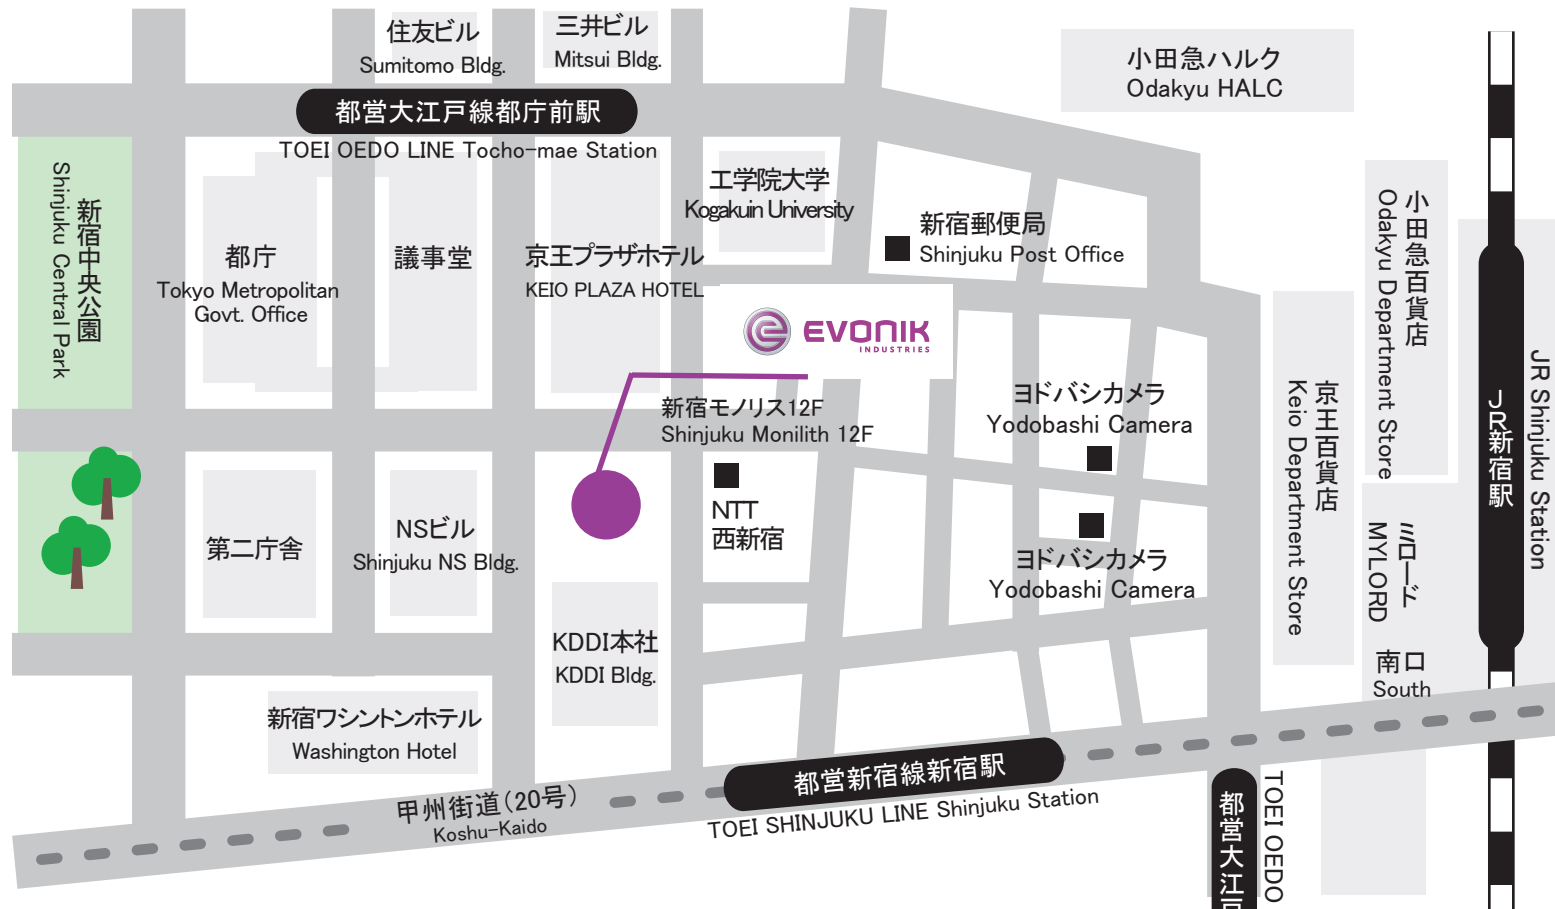 住友ビル
Sumitomo Bldg.
三井ビル
Mitsui Bldg.
小田急ハルク
Odakyu HALC
都営大江戸線都庁前駅
TOEI OEDO LINE Tocho-mae Station
新宿中央公園
Shinjuku Central Park
都庁
Tokyo Metropolitan
Govt. Office
議事堂
京王プラザホテル
KEIO PLAZA HOTEL
工学院大学
Kogakuin University
新宿郵便局
Shinjuku Post Office
小田急百貨店
Odakyu Department Store
EVONIK
INDUSTRIES
新宿モノリス12F
Shinjuku Monilith 12F
ヨドバシカメラ
Yodobashi Camera
京王百貨店
Keio Department Store
JR新宿駅
JR Shinjuku Station
第二庁舎
NSビル
Shinjuku NS Bldg.
NTT
西新宿
ヨドバシカメラ
Yodobashi Camera
ミロード
MYLORD
KDDI本社
KDDI Bldg.
南口
South
新宿ワシントンホテル
Washington Hotel
甲州街道(20号)
Koshu-Kaido
都営新宿線新宿駅
TOEI SHINJUKU LINE Shinjuku Station
都営大江戸
TOEI OEDO